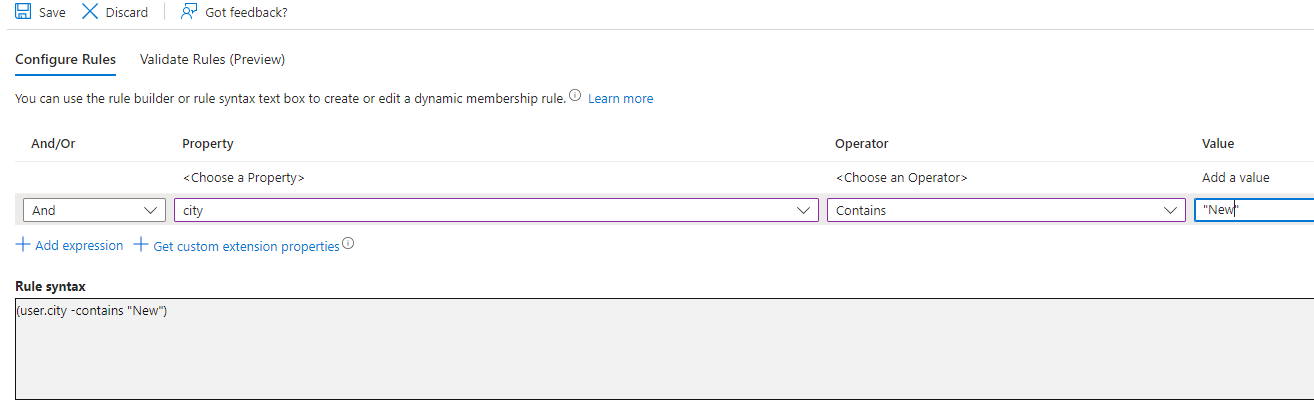 Save Discard Got feedback?
Configure Rules Validate Rules (Preview)
You can use the rule builder or rule syntax text box to create or edit a dynamic membership rule. Learn more
And/Or Property Operator Value
<Choose a Property> <Choose an Operator> Add a value
And city Contains "New"
Add expression Get custom extension properties
Rule syntax
(user.city -contains "New")